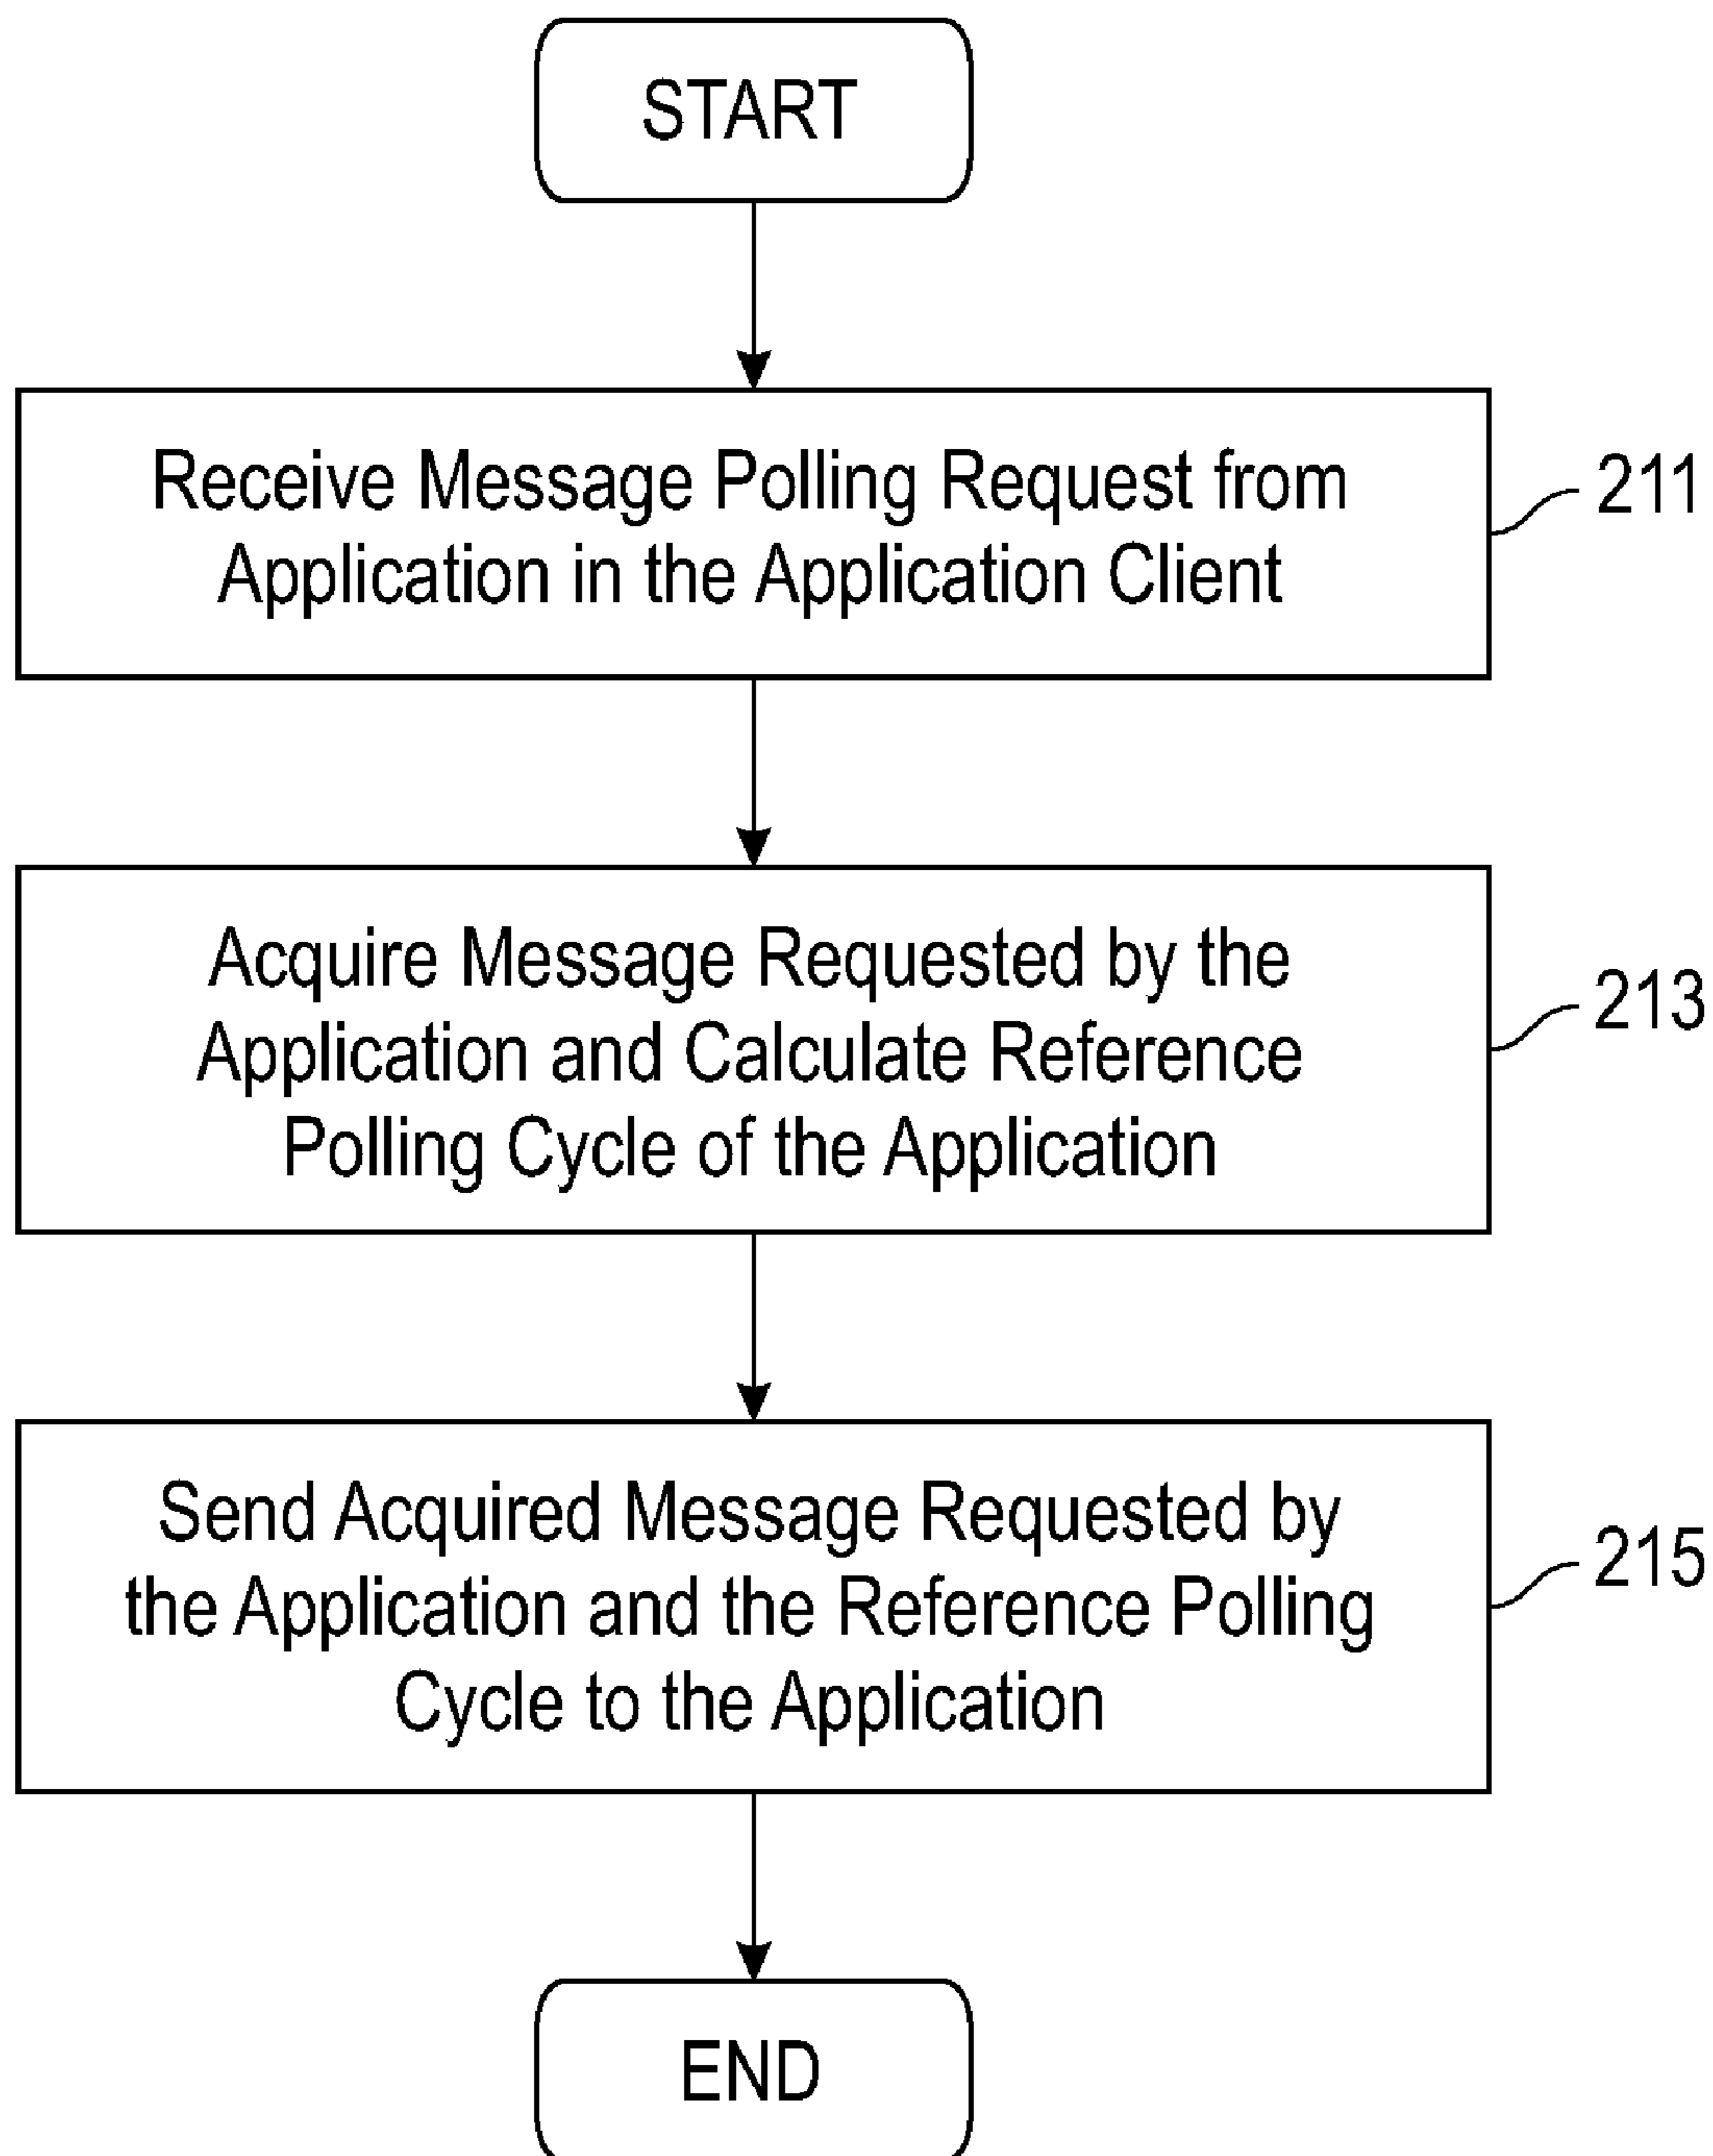 START
Receive Message Polling Request from
Application in the Application Client
211
Acquire Message Requested by the
Application and Calculate Reference
Polling Cycle of the Application
213
Send Acquired Message Requested by
the Application and the Reference Polling
Cycle to the Application
215
END